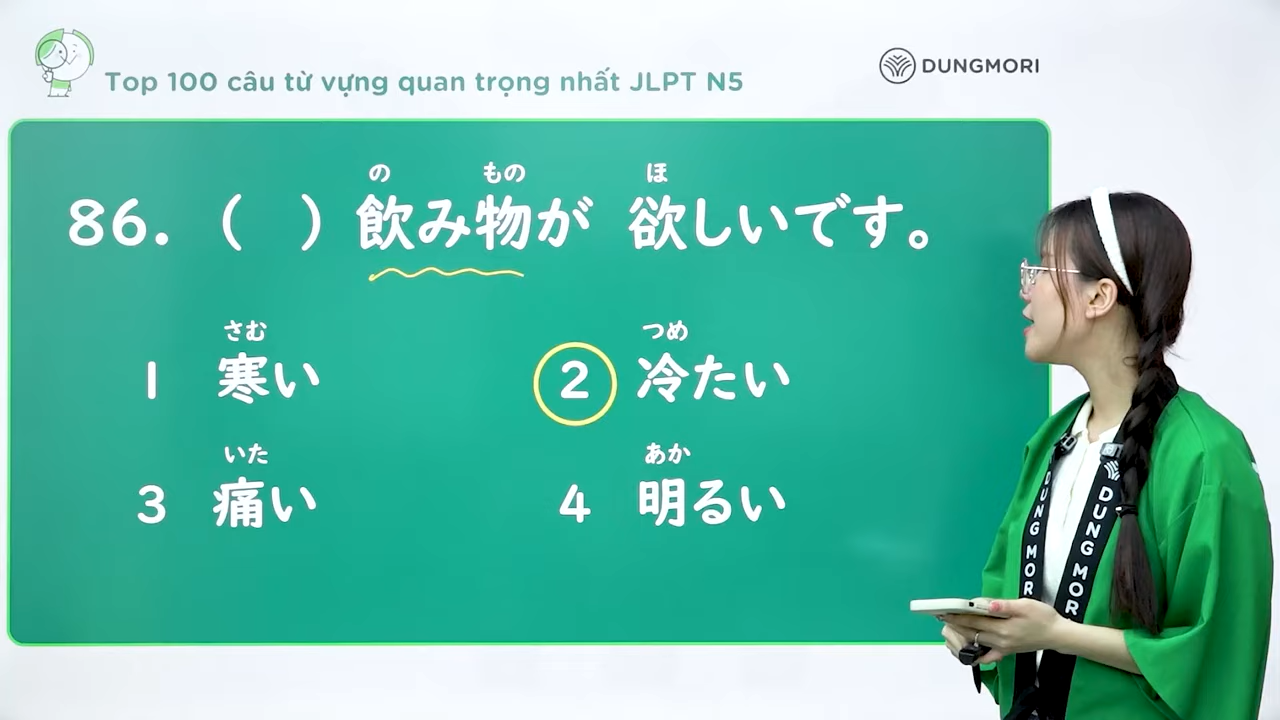 Top 100 câu từ vựng quan trọng nhất JLPT N5
DUNGMORI
の もの ほ
86. ( ) 飲み物が 欲しいです。
さむ つめ
1 寒い 2 冷たい
いた あか
3 痛い 4 明るい
DUNG MORI
DUNG MOR